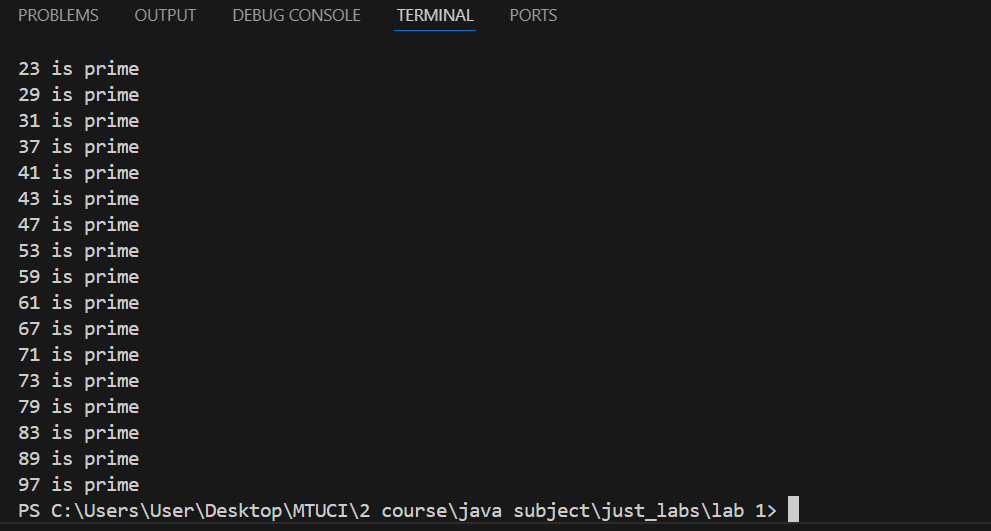 PROBLEMS OUTPUT DEBUG CONSOLE TERMINAL PORTS
23 is prime
29 is prime
31 is prime
37 is prime
41 is prime
43 is prime
47 is prime
53 is prime
59 is prime
61 is prime
67 is prime
71 is prime
73 is prime
79 is prime
83 is prime
89 is prime
97 is prime
PS C:\Users\User\Desktop\MTUCI\2 course\java subject\just_labs\lab 1>